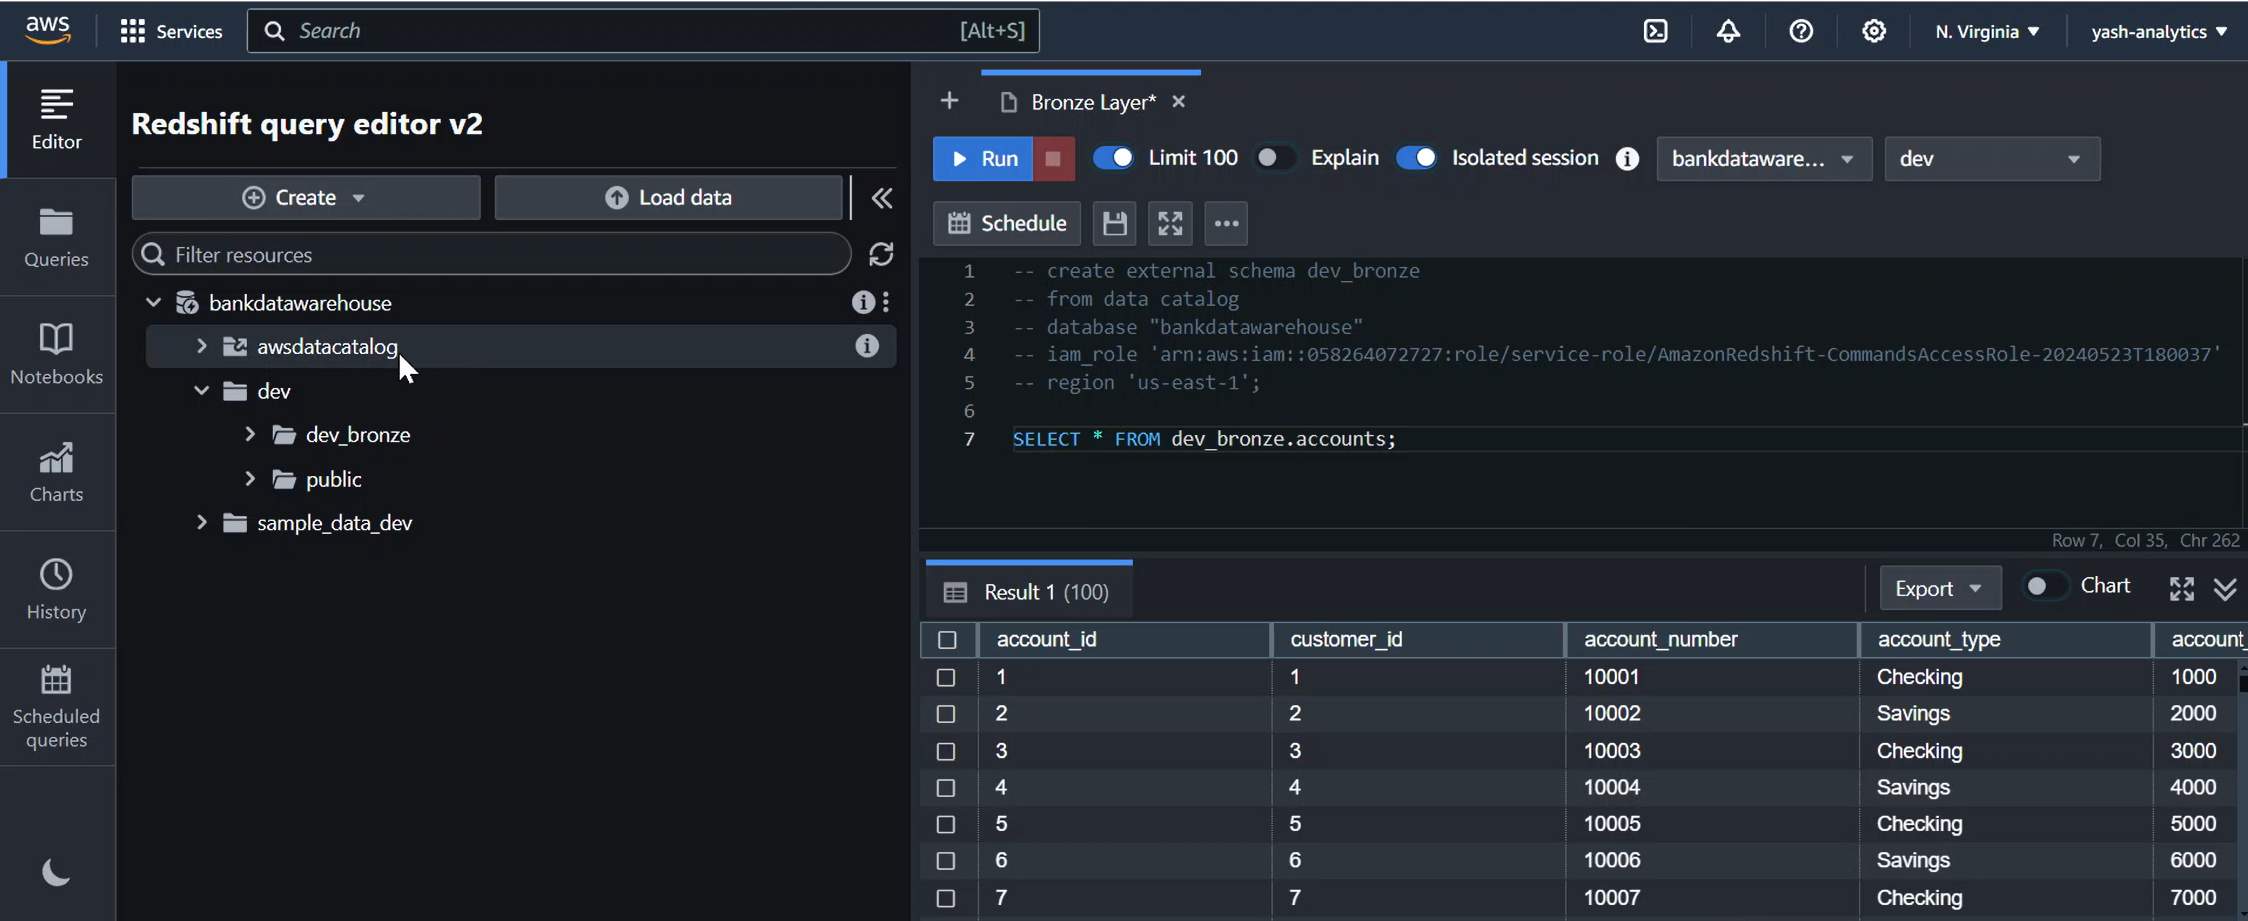 aws
Services
Search
[Alt+S]
N. Virginia
yash-analytics
Editor
Queries
Notebooks
Charts
History
Scheduled
queries
Redshift query editor v2
Create
Load data
Filter resources
bankdatawarehouse
awsdatacatalog
dev
dev_bronze
public
sample_data_dev
Bronze Layer*
Run
Limit 100
Explain
Isolated session
bankdataware...
dev
Schedule
1 -- create external schema dev_bronze
2 -- from data catalog
3 -- database "bankdatawarehouse"
4 -- iam_role 'arn:aws:iam::058264072727:role/service-role/AmazonRedshift-CommandsAccessRole-20240523T180037'
5 -- region 'us-east-1';
6
7 SELECT * FROM dev_bronze.accounts;
Row 7, Col 35, Chr 262
Result 1 (100)
Export
Chart
account_id customer_id account_number account_type account_
1 1 10001 Checking 1000
2 2 10002 Savings 2000
3 3 10003 Checking 3000
4 4 10004 Savings 4000
5 5 10005 Checking 5000
6 6 10006 Savings 6000
7 7 10007 Checking 7000